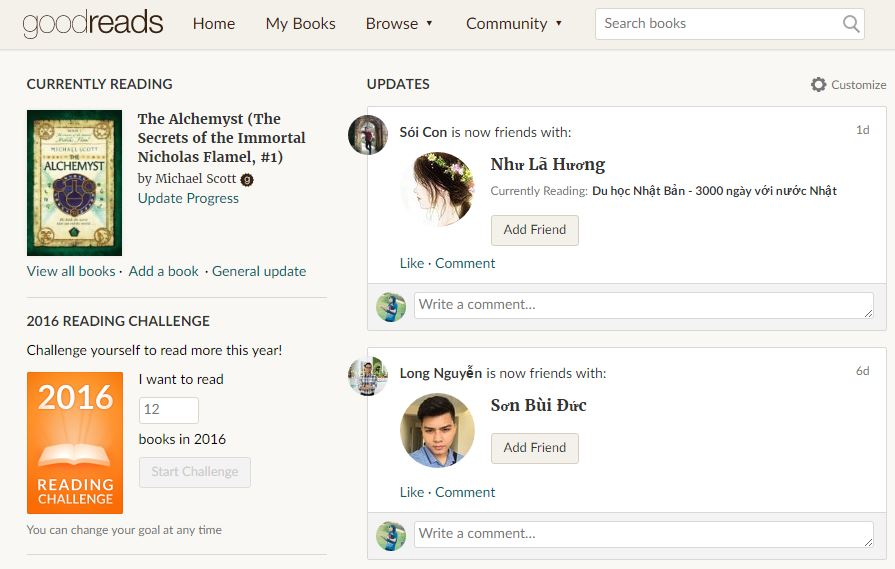 goodreads
Home
My Books
Browse ▼
Community ▼
Search books
CURRENTLY READING
MICHAEL SCOTT
THE
ALCHEMYST
The Alchemyst (The
Secrets of the Immortal
Nicholas Flamel, #1)
by Michael Scott g
Update Progress
View all books · Add a book · General update
2016 READING CHALLENGE
Challenge yourself to read more this year!
2016
READING
CHALLENGE
I want to read
12
books in 2016
Start Challenge
You can change your goal at any time
UPDATES
Customize
Sói Con is now friends with:
1d
Như Lã Hương
Currently Reading: Du học Nhật Bản - 3000 ngày với nước Nhật
Add Friend
Like · Comment
Write a comment...
Long Nguyễn is now friends with:
6d
Sơn Bùi Đức
Add Friend
Like · Comment
Write a comment...